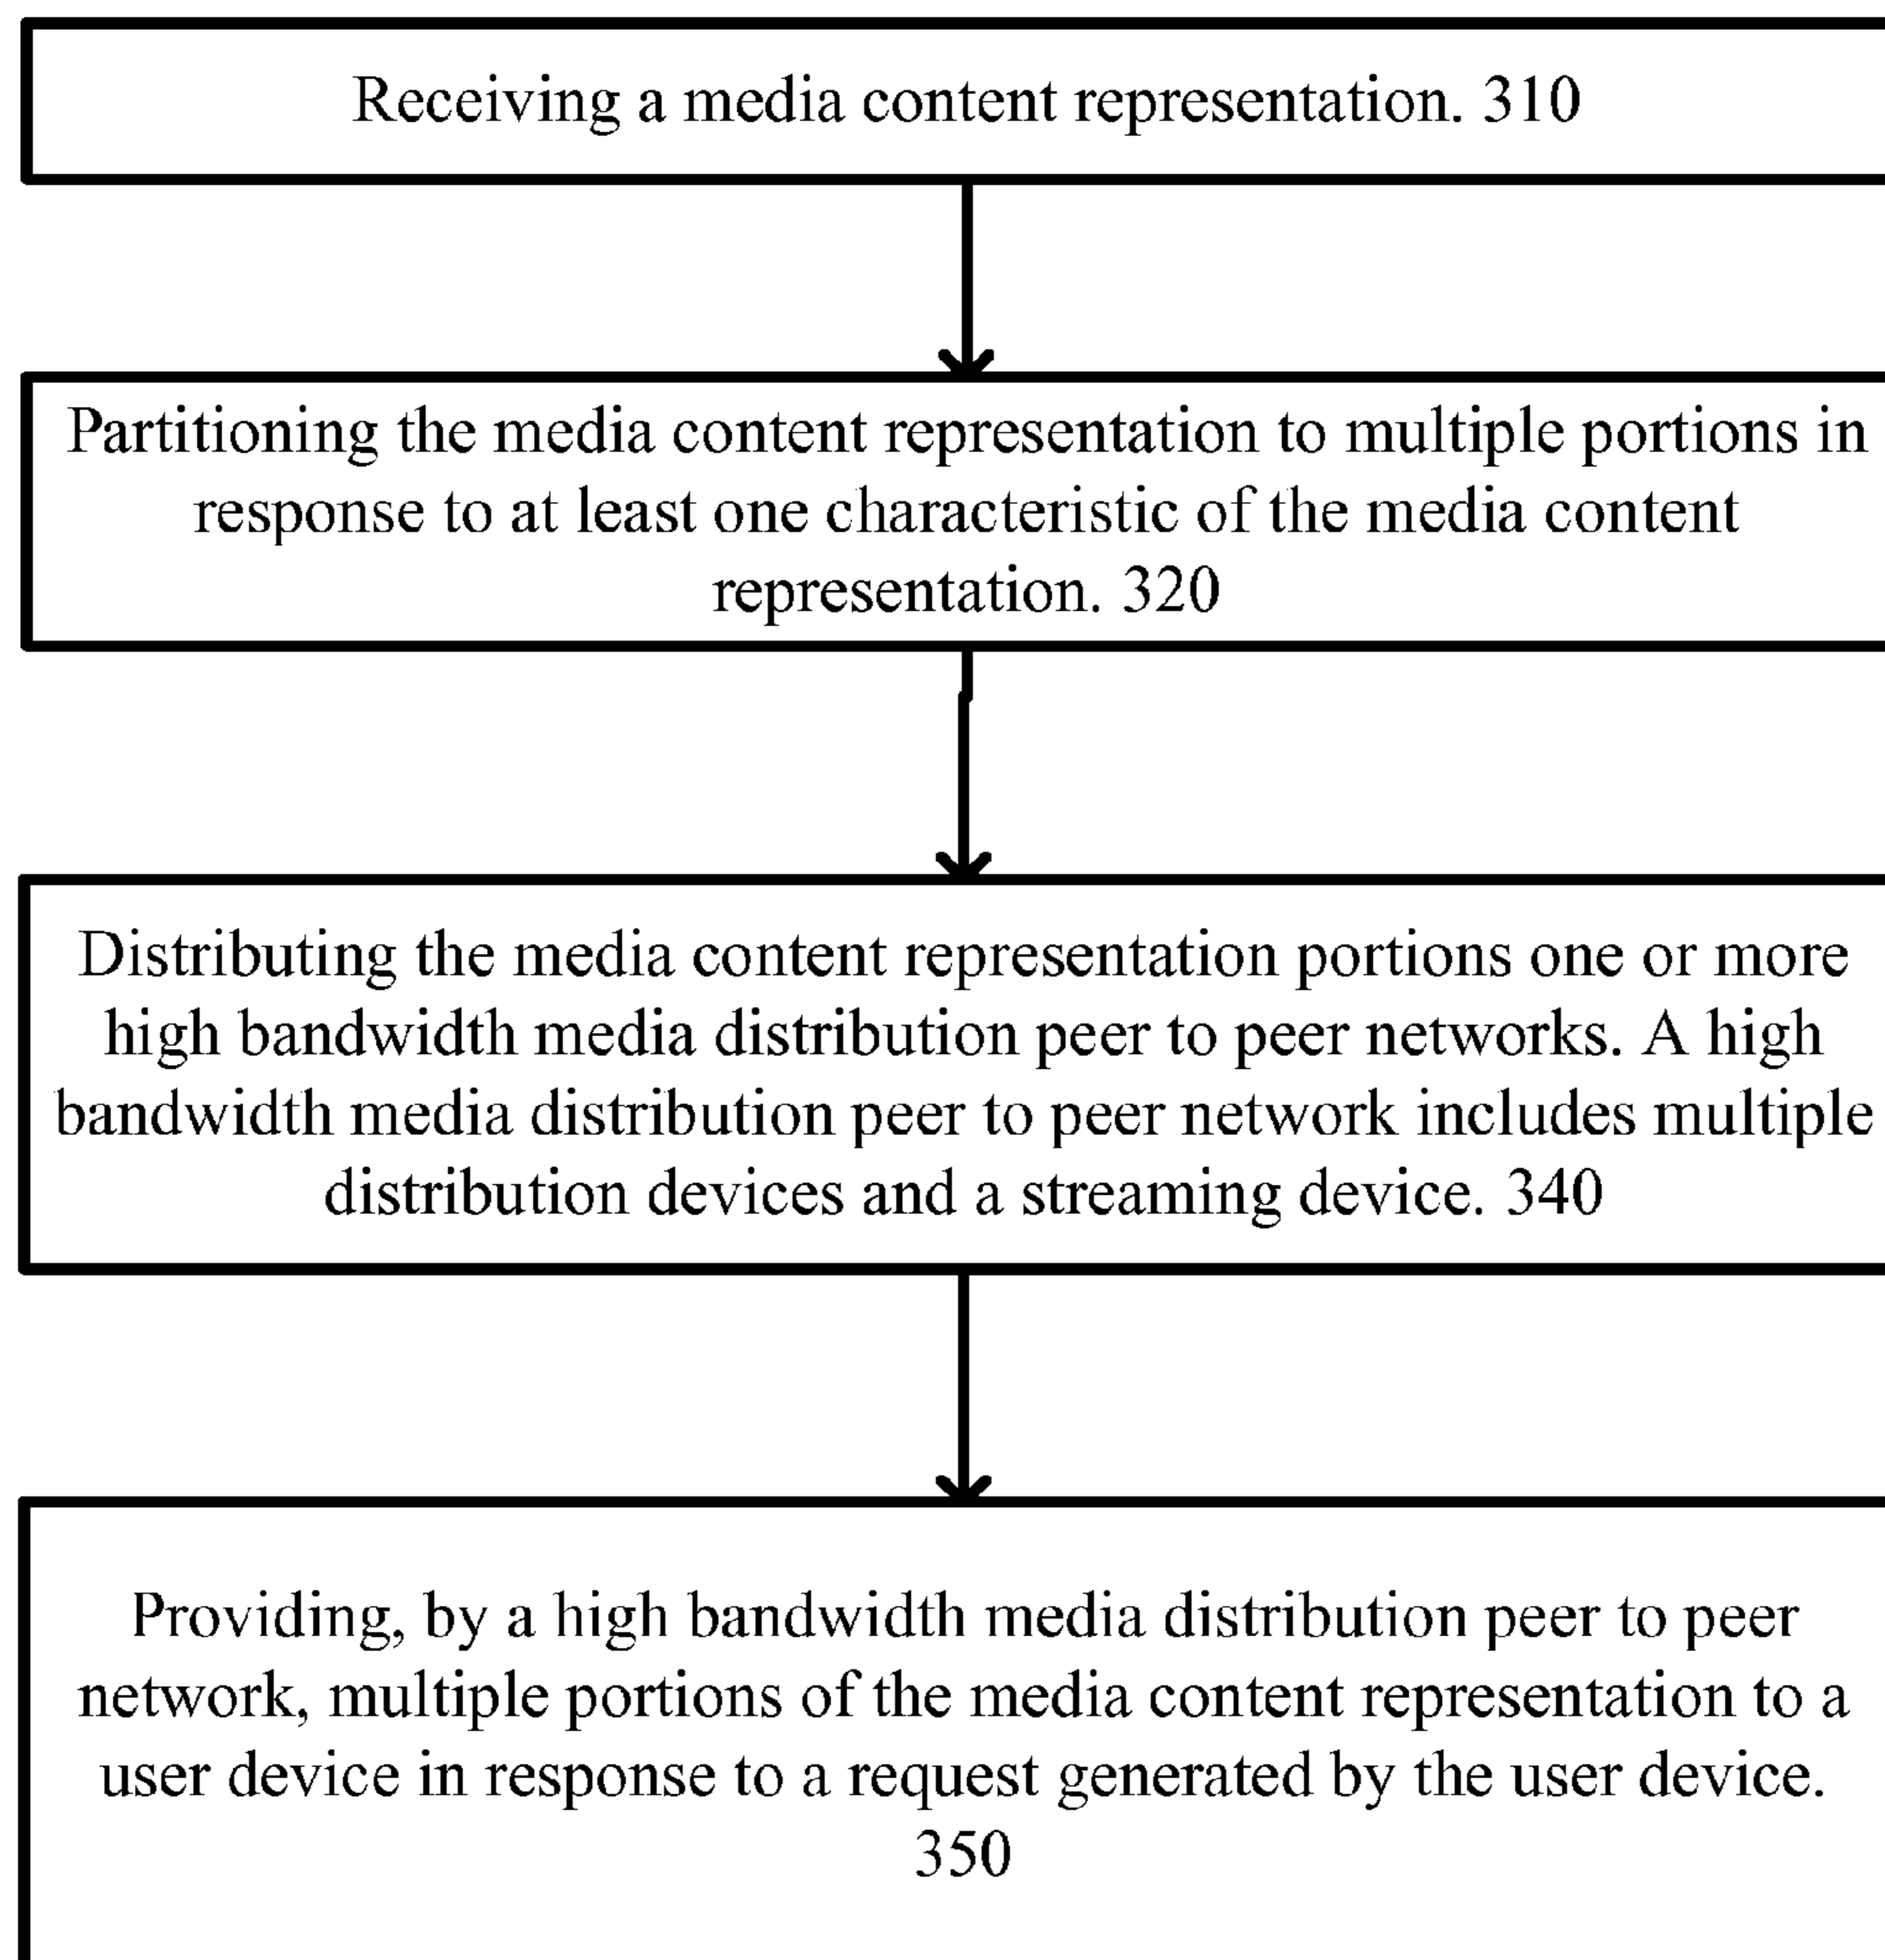 Receiving a media content representation. 310
Partitioning the media content representation to multiple portions in
response to at least one characteristic of the media content
representation. 320
Distributing the media content representation portions one or more
high bandwidth media distribution peer to peer networks. A high
bandwidth media distribution peer to peer network includes multiple
distribution devices and a streaming device. 340
Providing, by a high bandwidth media distribution peer to peer
network, multiple portions of the media content representation to a
user device in response to a request generated by the user device.
350